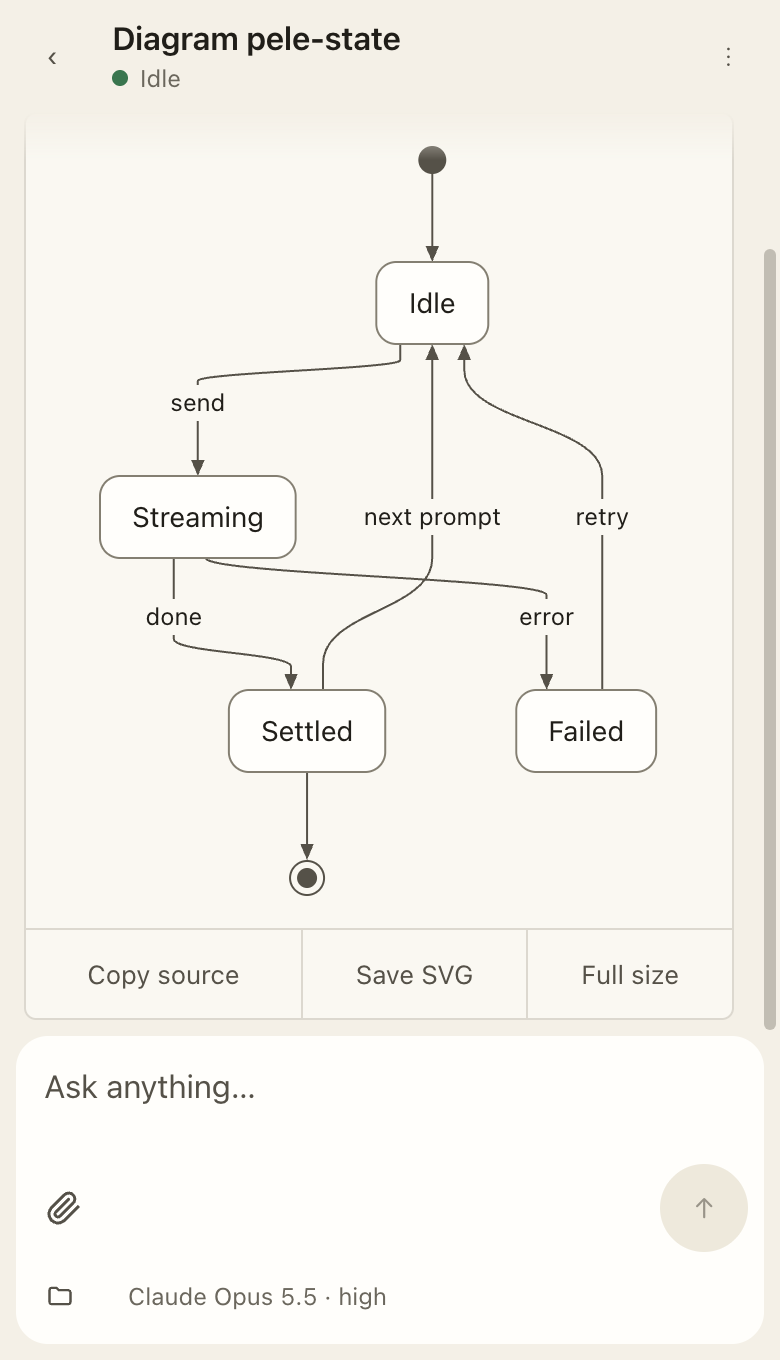 Diagram pele-state
Idle
Idle
send
Streaming
next prompt
retry
done
error
Settled
Failed
Copy source
Save SVG
Full size
Ask anything...
Claude Opus 5.5 · high